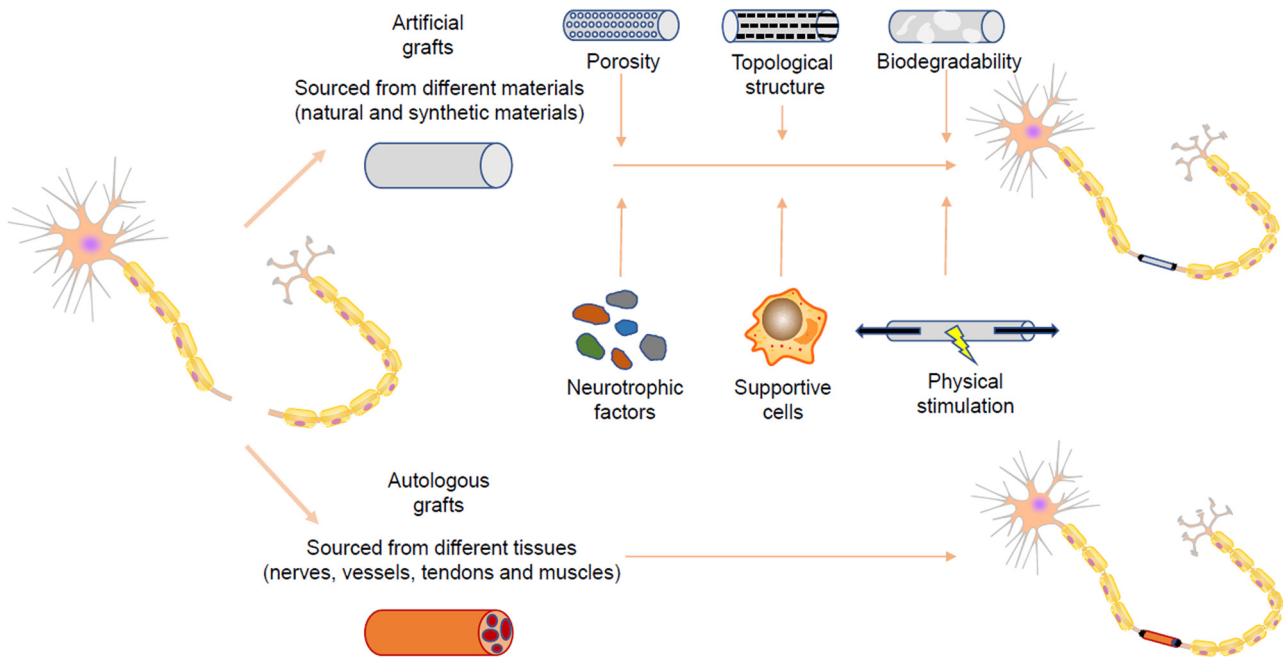 Artificial
grafts
Sourced from different materials
(natural and synthetic materials)
Porosity
Topological
structure
Biodegradability
Neurotrophic
factors
Supportive
cells
Physical
stimulation
Autologous
grafts
Sourced from different tissues
(nerves, vessels, tendons and muscles)